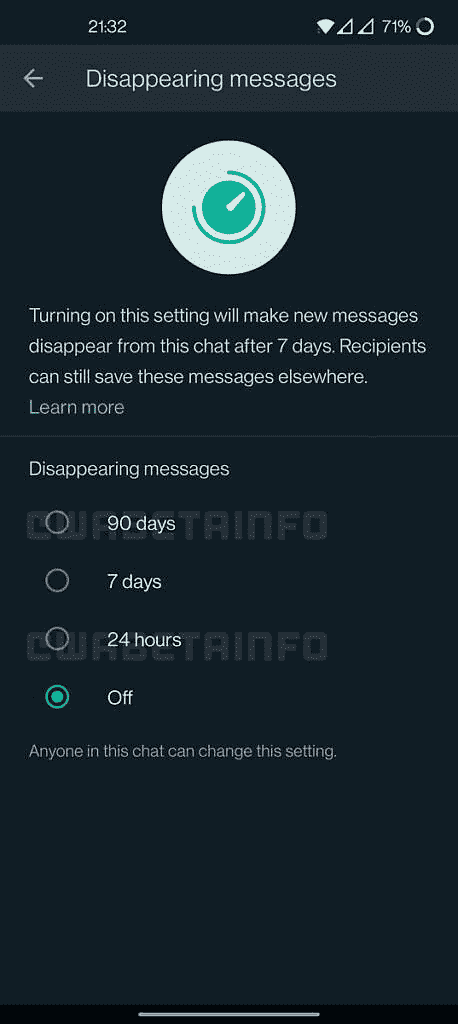 21:32 71%
Disappearing messages
Turning on this setting will make new messages
disappear from this chat after 7 days. Recipients
can still save these messages elsewhere.
Learn more
Disappearing messages
90 days
CWABETAINFO
7 days
24 hours
CWABETAINFO
Off
Anyone in this chat can change this setting.